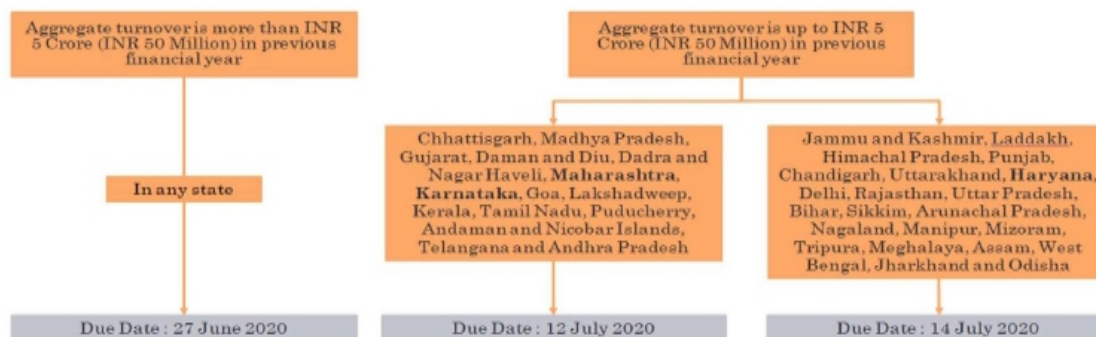 Aggregate turnover is more than INR
5 Crore (INR 50 Million) in previous
financial year
In any state
Due Date : 27 June 2020
Aggregate turnover is up to INR 5
Crore (INR 50 Million) in previous
financial year
Chhattisgarh, Madhya Pradesh,
Gujarat, Daman and Diu, Dadra and
Nagar Haveli, Maharashtra,
Karnataka, Goa, Lakshadweep,
Kerala, Tamil Nadu, Puducherry,
Andaman and Nicobar Islands,
Telangana and Andhra Pradesh
Due Date : 12 July 2020
Jammu and Kashmir, Laddakh,
Himachal Pradesh, Punjab,
Chandigarh, Uttarakhand, Haryana,
Delhi, Rajasthan, Uttar Pradesh,
Bihar, Sikkim, Arunachal Pradesh,
Nagaland, Manipur, Mizoram,
Tripura, Meghalaya, Assam, West
Bengal, Jharkhand and Odisha
Due Date : 14 July 2020